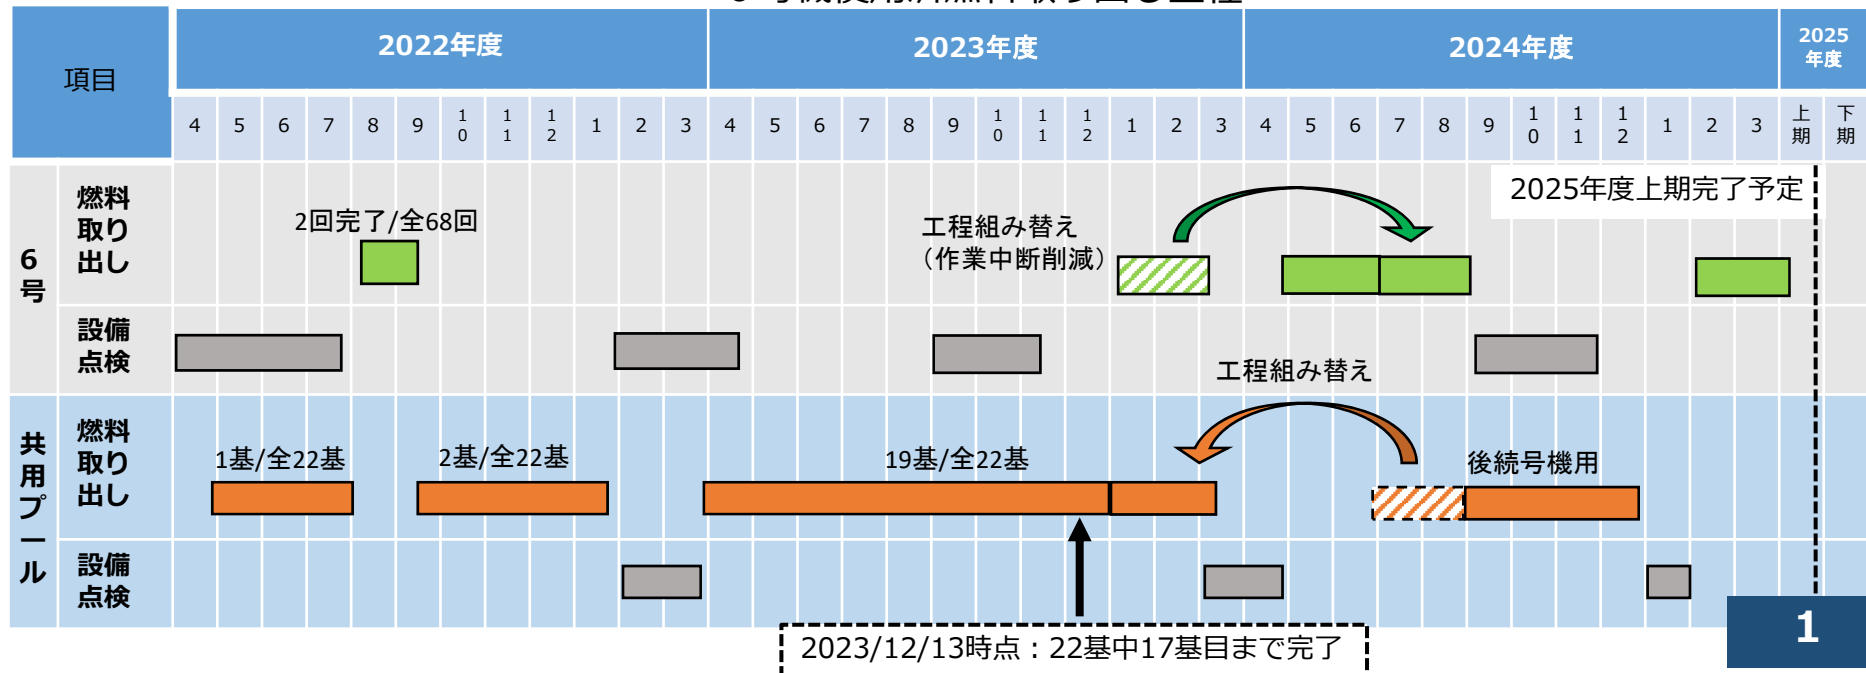 項目
2022年度
2023年度
2024年度
2025
年度
4 5 6 7 8 9 10 11 12 1 2 3 4 5 6 7 8 9 10 11 12 1 2 3 4 5 6 7 8 9 10 11 12 1 2 3 上期 下期
6号
燃料
取り
出し
2回完了/全68回
工程組み替え
（作業中断削減）
2025年度上期完了予定
設備
点検
工程組み替え
共用プール
燃料
取り
出し
1基/全22基
2基/全22基
19基/全22基
後続号機用
設備
点検
2023/12/13時点：22基中17基目まで完了
1